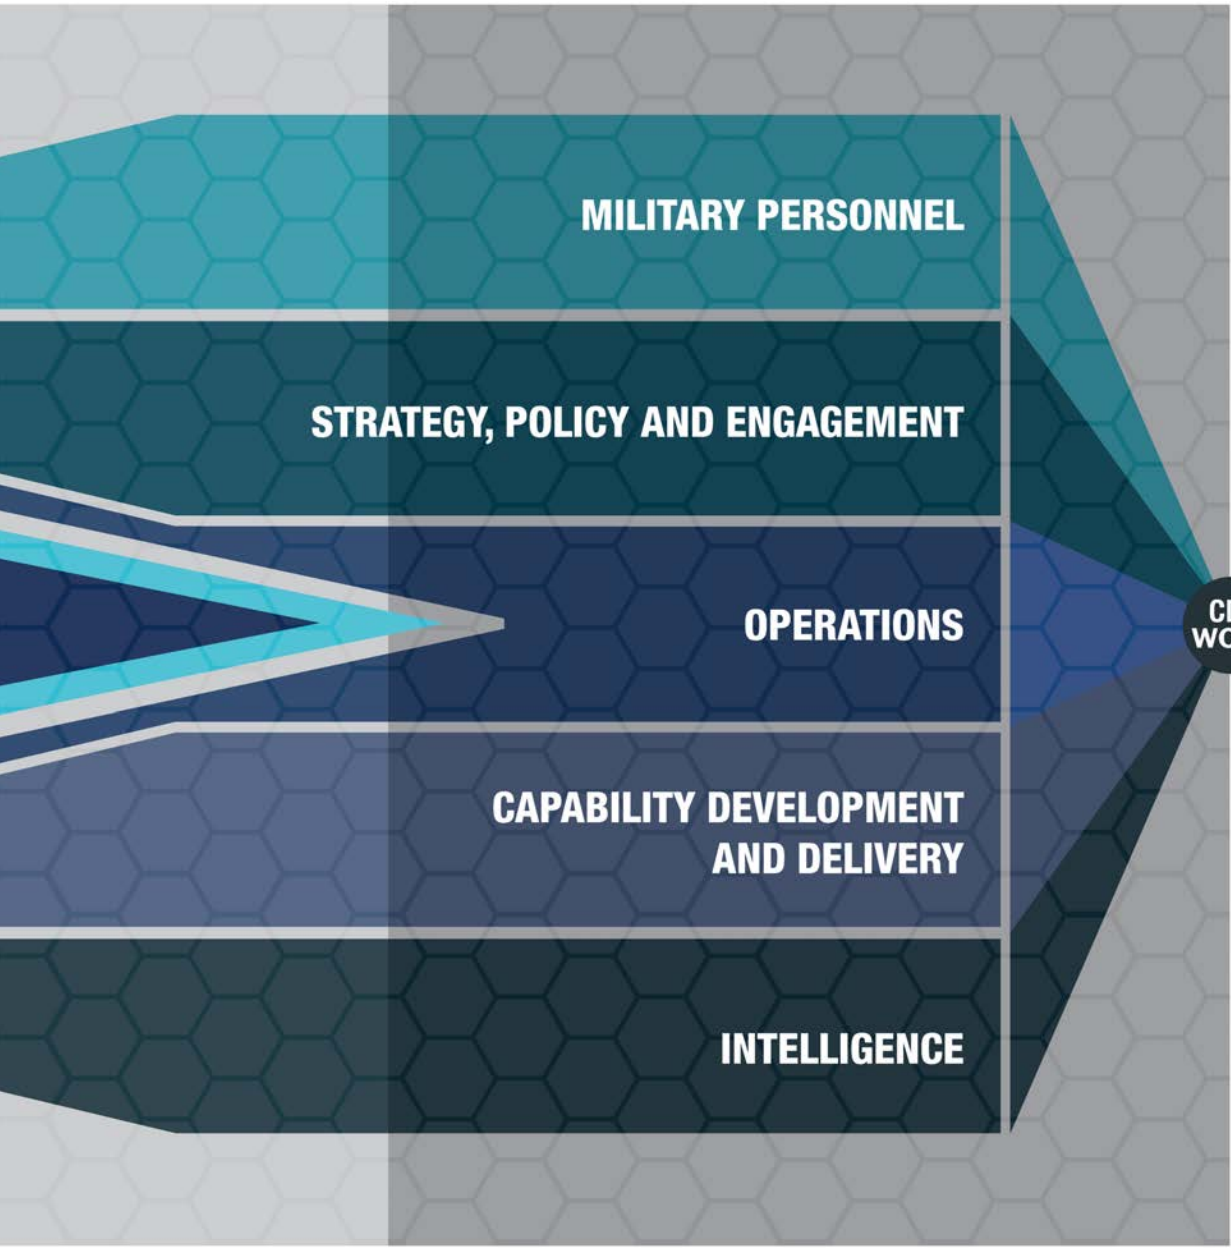 MILITARY PERSONNEL
STRATEGY, POLICY AND ENGAGEMENT
OPERATIONS
CAPABILITY DEVELOPMENT
AND DELIVERY
INTELLIGENCE